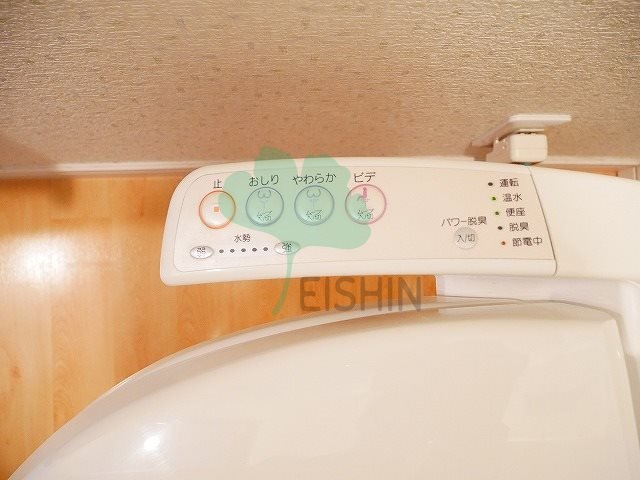 止 おしり やわらか ビデ
水勢
弱 強
パワー脱臭
入/切
運転
温水
便座
脱臭
節電中
EISHIN